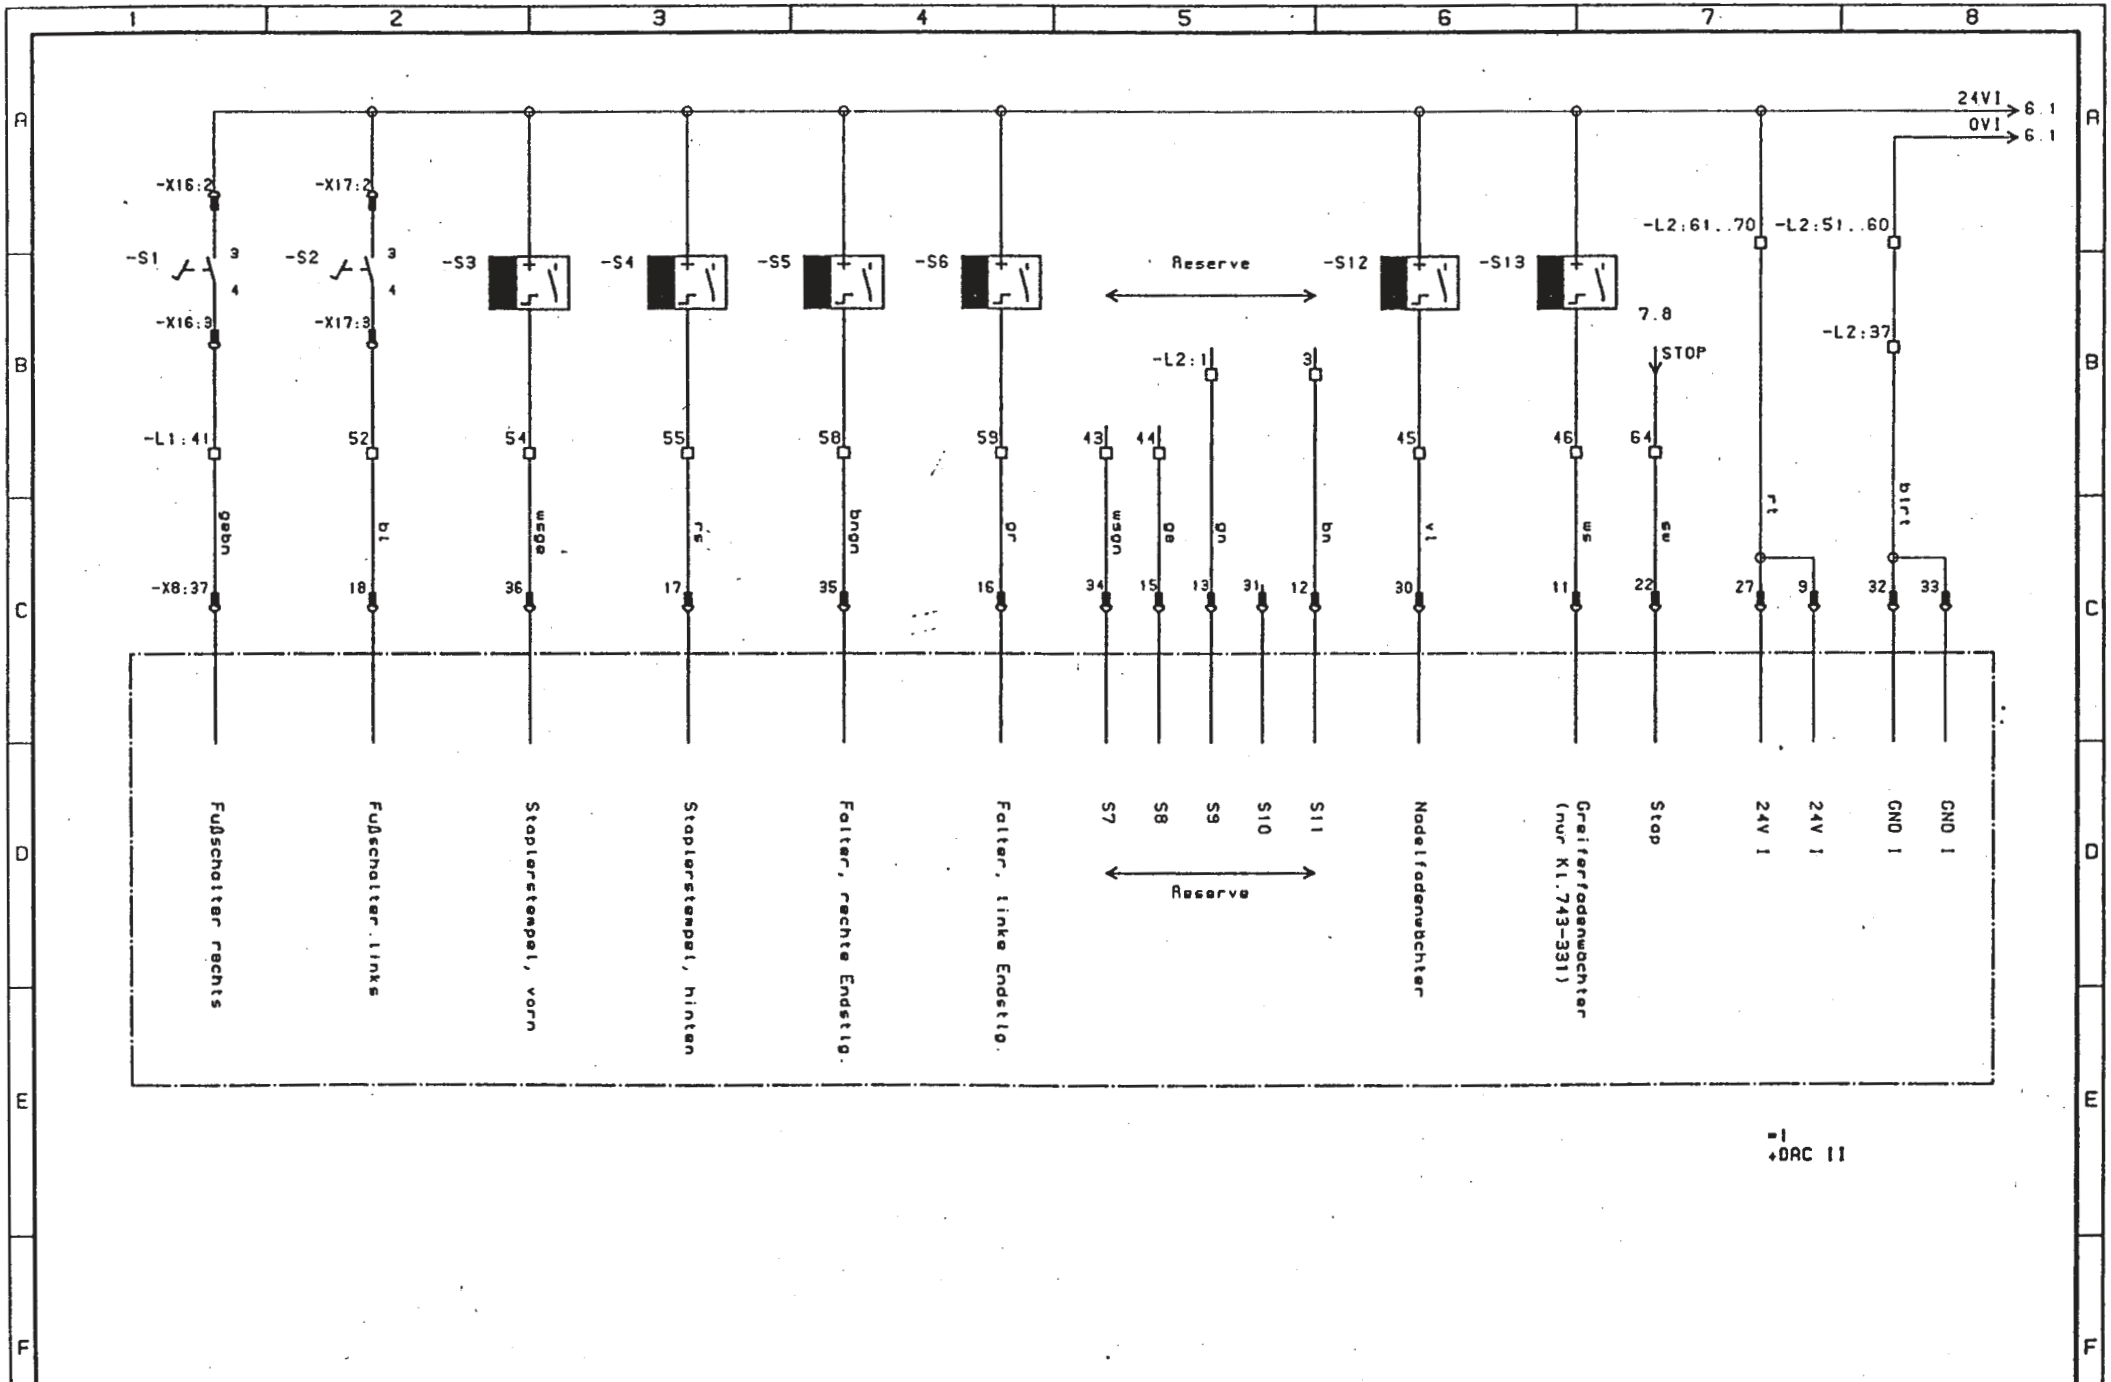 1 2 3 4 5 6 7 8
A A
24VI 6.1
0VI 6.1
-X16:2 -X17:2
-L2:61..70 -L2:51..60
-S1 3 4
-S2 3 4
-S3 -S4 -S5 -S6 Reserve -S12 -S13
7.8
-X16:3 -X17:3
-L2:37
B B
-L2:1 3 STOP
-L1:41 52 54 55 58 59 43 44 45 46 64
gebn bl wsge rs bngn gr wsgn ge gn bn vl ws sw rt blrt
-X8:37 18 36 17 35 16 34 15 13 31 12 30 11 22 27 9 32 33
C C
Fußschalter rechts
Fußschalter links
Staplerstempel, vorn
Staplerstempel, hinten
Falter, rechte Endstlg.
Falter, linke Endstlg.
S7
S8
S9
S10
S11
Reserve
Nadelfadenwächter
Greiferfadenwächter
(nur Kl.743-331)
Stop
24V I
24V I
GND I
GND I
D D
E E
=1
+DAC II
F F